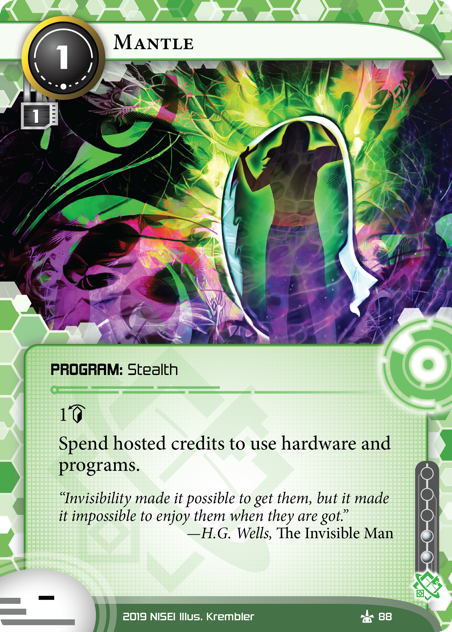 1
MANTLE
1
PROGRAM: Stealth
1
Spend hosted credits to use hardware and
programs.
“Invisibility made it possible to get them, but it made
it impossible to enjoy them when they are got.”
—H.G. Wells, The Invisible Man
-
2019 NISEI Illus. Krembler
88